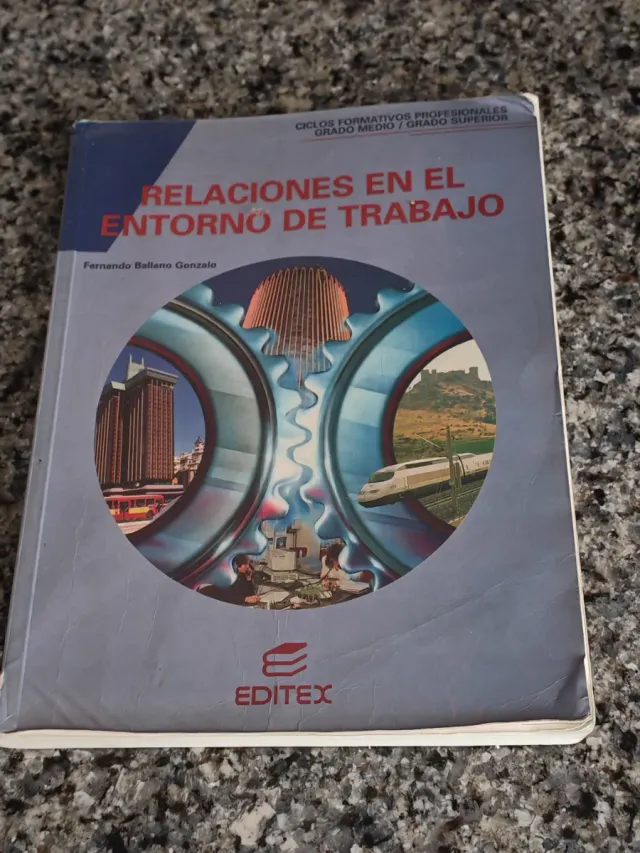 CICLOS FORMATIVOS PROFESIONALES
GRADO MEDIO / GRADO SUPERIOR
RELACIONES EN EL
ENTORNO DE TRABAJO
Fernando Ballano Gonzalo
EDITEX